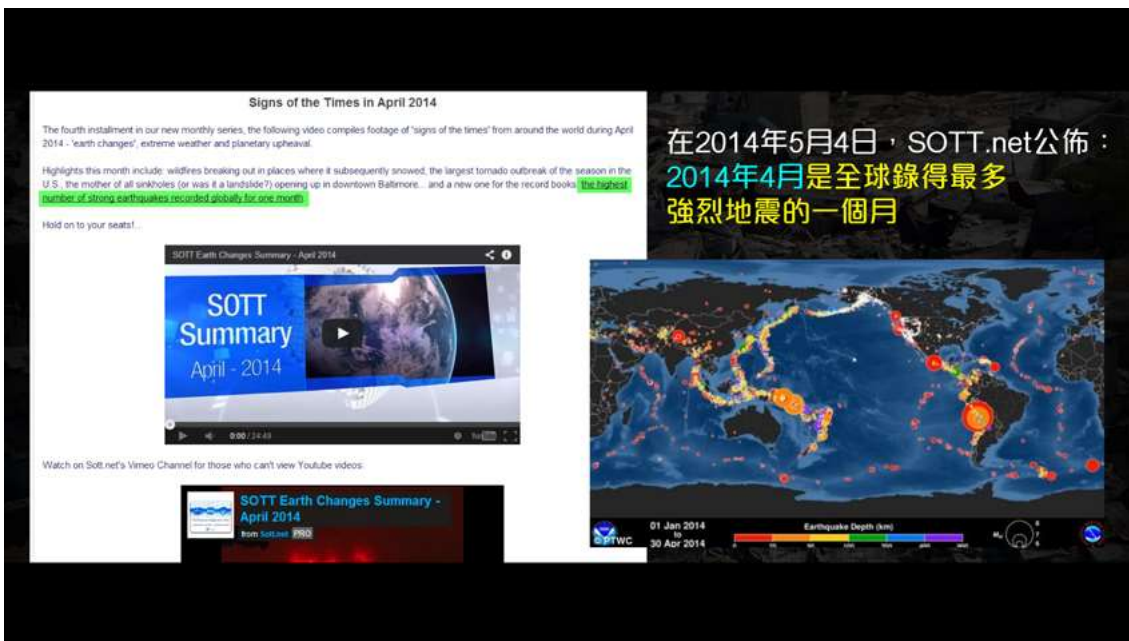 Signs of the Times in April 2014
The fourth installment in our new monthly series, the following video compiles footage of 'signs of the times' from around the world during April
2014 - 'earth changes', extreme weather and planetary upheaval.
Highlights this month include: wildfires breaking out in places where it subsequently snowed, the largest tornado outbreak of the season in the
U.S., the mother of all sinkholes (or was it a landslide?) opening up in downtown Baltimore... and a new one for the record books: the highest
number of strong earthquakes recorded globally for one month.
Hold on to your seats!...
SOTT Earth Changes Summary - April 2014
SOTT
Summary
April - 2014
0:00 / 24:49
YouTube
Watch on Sott.net's Vimeo Channel for those who can't view Youtube videos:
SOTT Earth Changes Summary -
April 2014
from Sott.net PRO
在2014年5月4日，SOTT.net公佈：
2014年4月是全球錄得最多
強烈地震的一個月
© PTWC
01 Jan 2014
to
30 Apr 2014
Earthquake Depth (km)
8
7
6